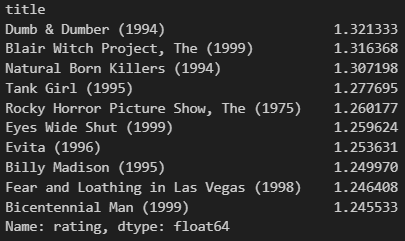 title
Dumb & Dumber (1994) 1.321333
Blair Witch Project, The (1999) 1.316368
Natural Born Killers (1994) 1.307198
Tank Girl (1995) 1.277695
Rocky Horror Picture Show, The (1975) 1.260177
Eyes Wide Shut (1999) 1.259624
Evita (1996) 1.253631
Billy Madison (1995) 1.249970
Fear and Loathing in Las Vegas (1998) 1.246408
Bicentennial Man (1999) 1.245533
Name: rating, dtype: float64